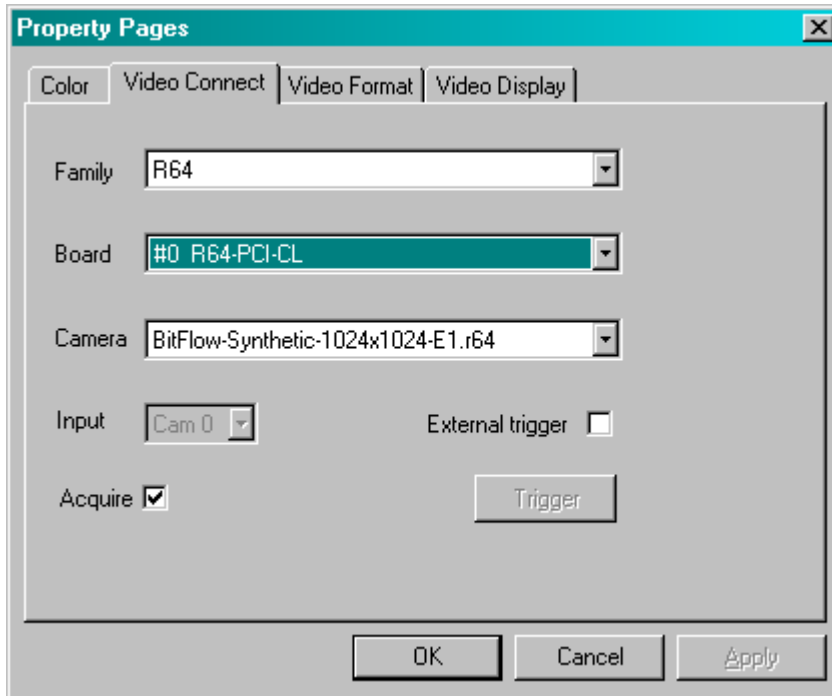 Property Pages
Color Video Connect Video Format Video Display
Family R64
Board #0 R64-PCI-CL
Camera BitFlow-Synthetic-1024x1024-E1.r64
Input Cam 0 External trigger
Acquire Trigger
OK Cancel Apply